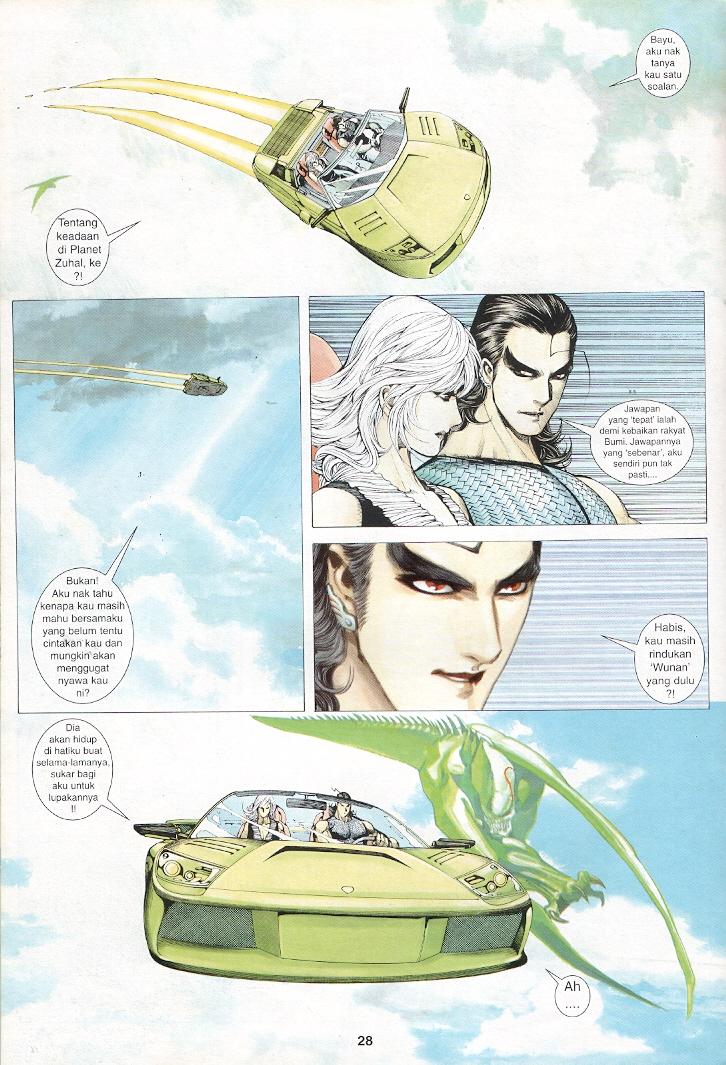 Bayu,
aku nak
tanya
kau satu
soalan.
Tentang
keadaan
di Planet
Zuhal, ke
?!
Bukan!
Aku nak tahu
kenapa kau masih
mahu bersamaku
yang belum tentu
cintakan kau dan
mungkin akan
menggugat
nyawa kau
ni?
Jawapan
yang 'tepat' ialah
demi kebaikan rakyat
Bumi. Jawapannya
yang 'sebenar', aku
sendiri pun tak
pasti....
Habis,
kau masih
rindukan
'Wunan'
yang dulu
?!
Dia
akan hidup
di hatiku buat
selama-lamanya,
sukar bagi
aku untuk
lupakannya
!!
Ah
....
28